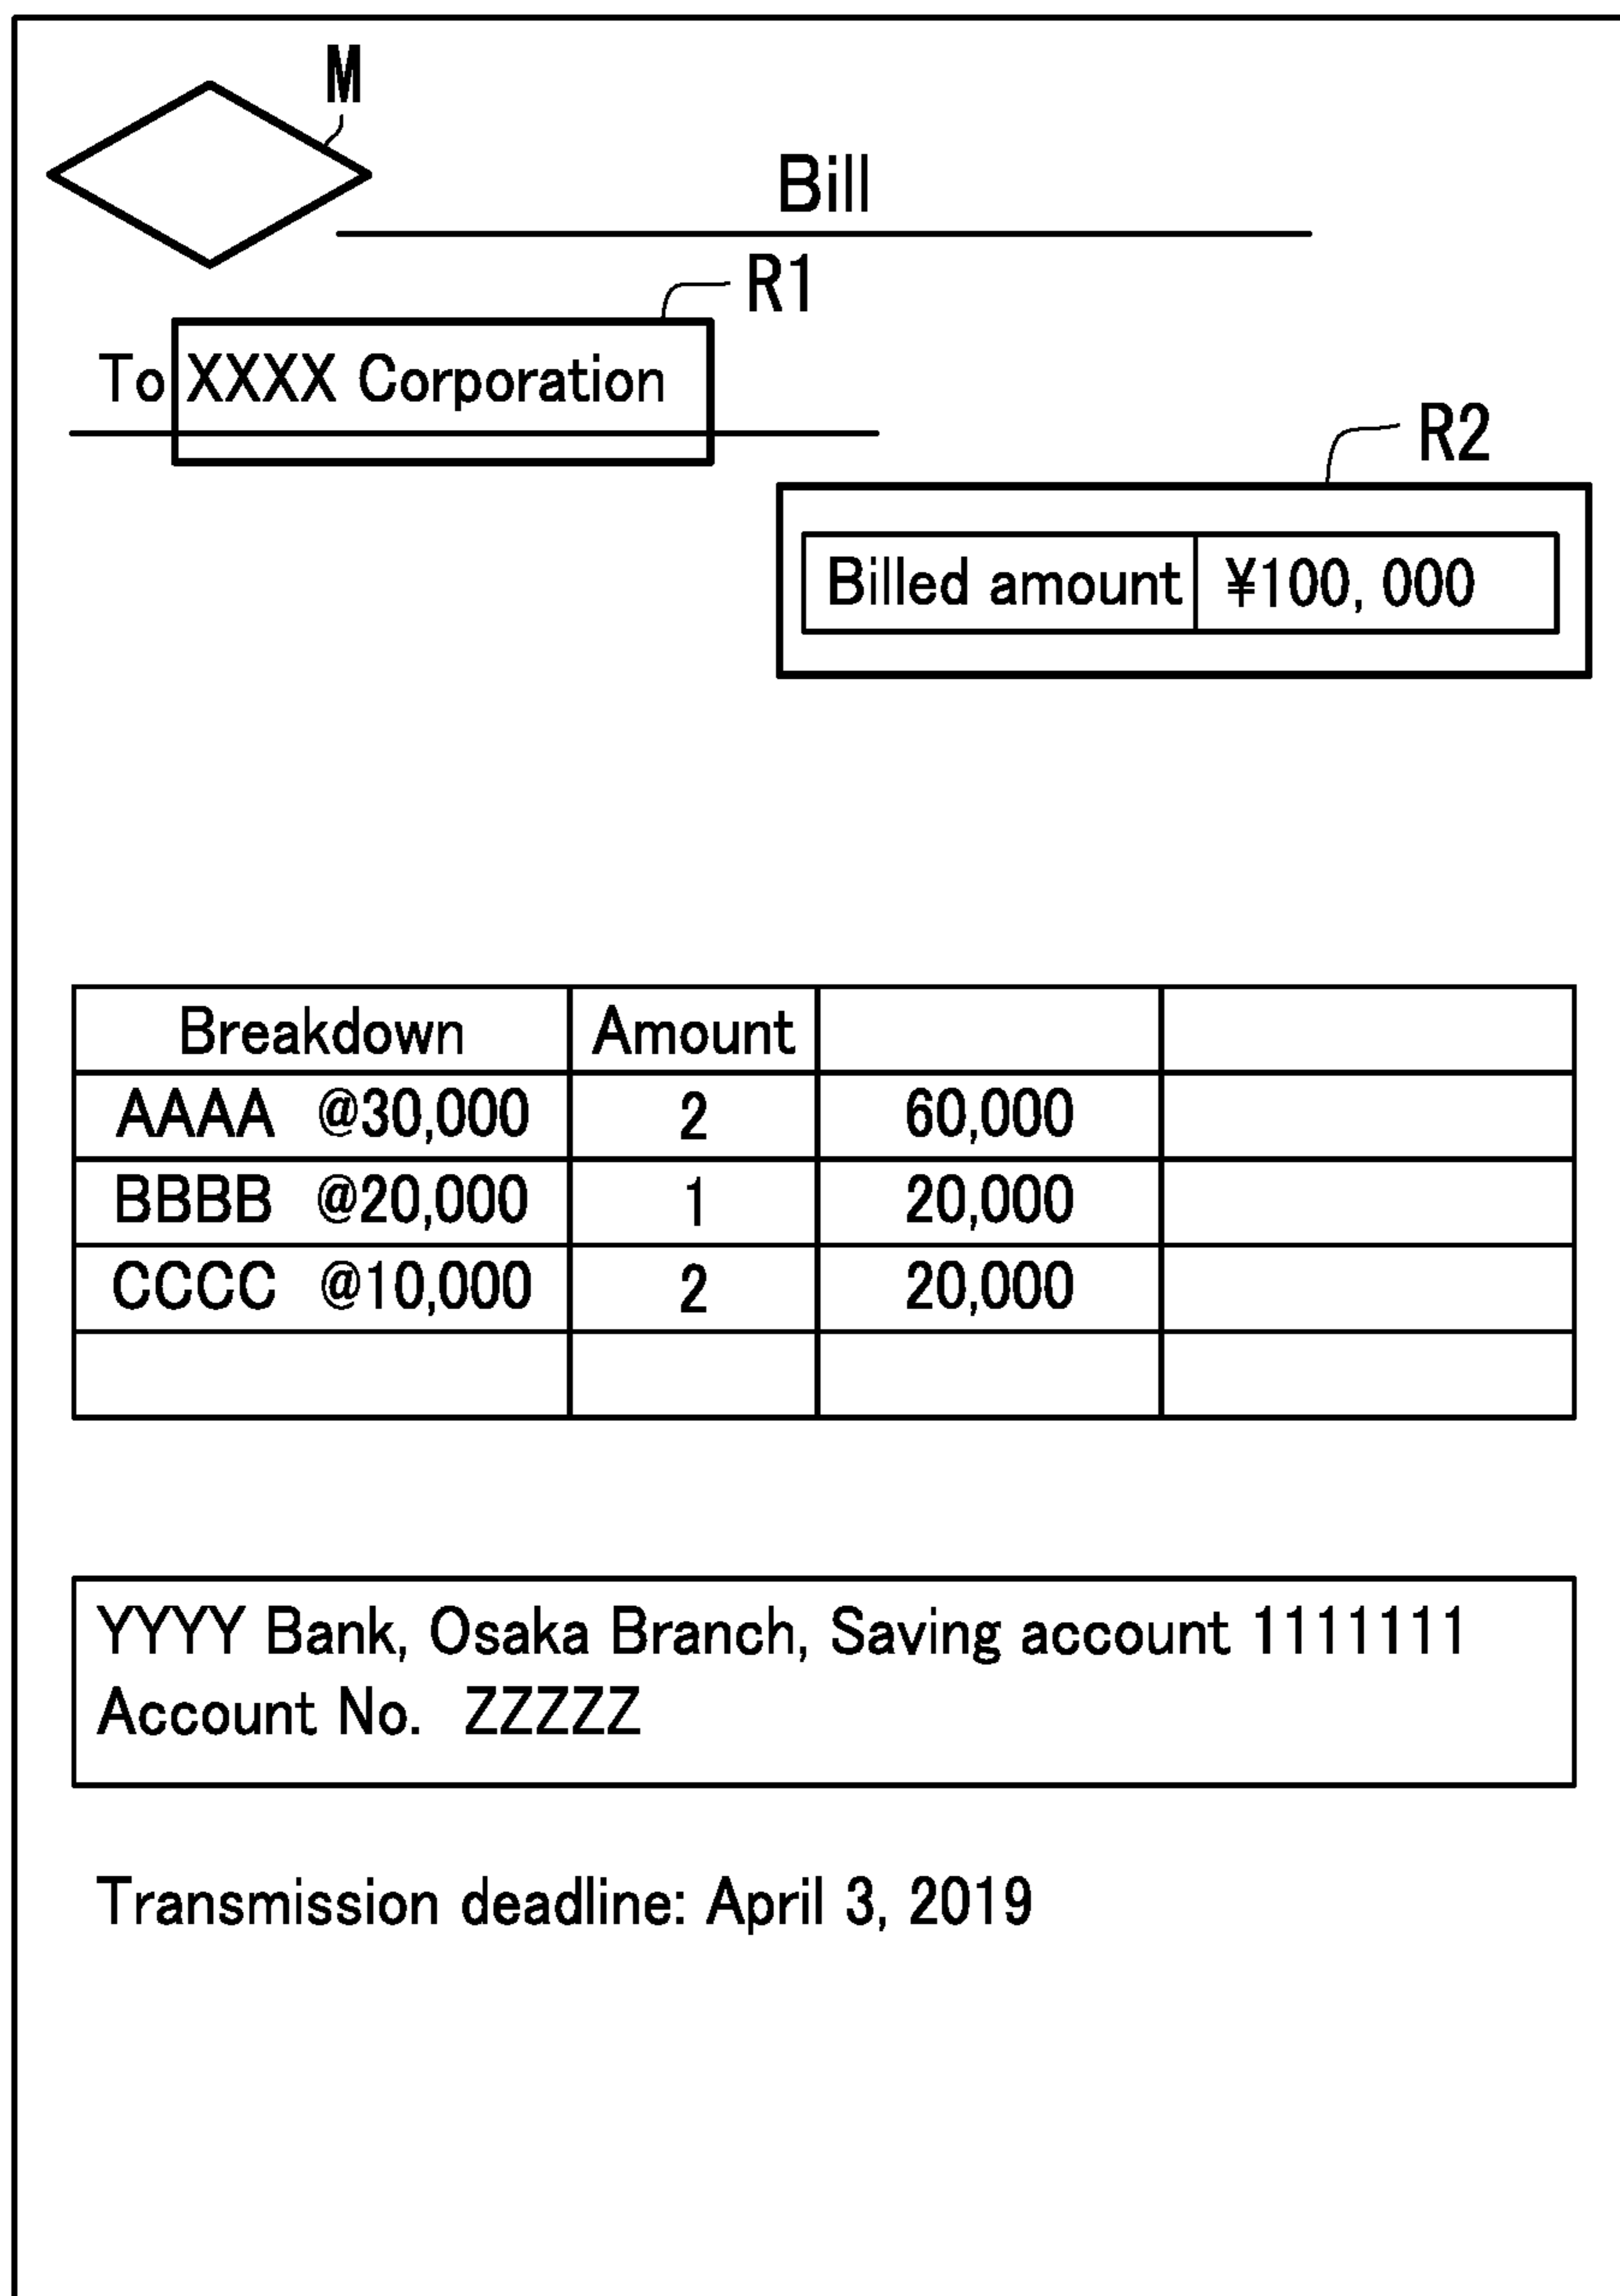 M
Bill
R1
To XXXX Corporation
R2
Billed amount ¥100, 000
Breakdown Amount
AAAA @30,000 2 60,000
BBBB @20,000 1 20,000
CCCC @10,000 2 20,000
YYYY Bank, Osaka Branch, Saving account 1111111
Account No. ZZZZZ
Transmission deadline: April 3, 2019